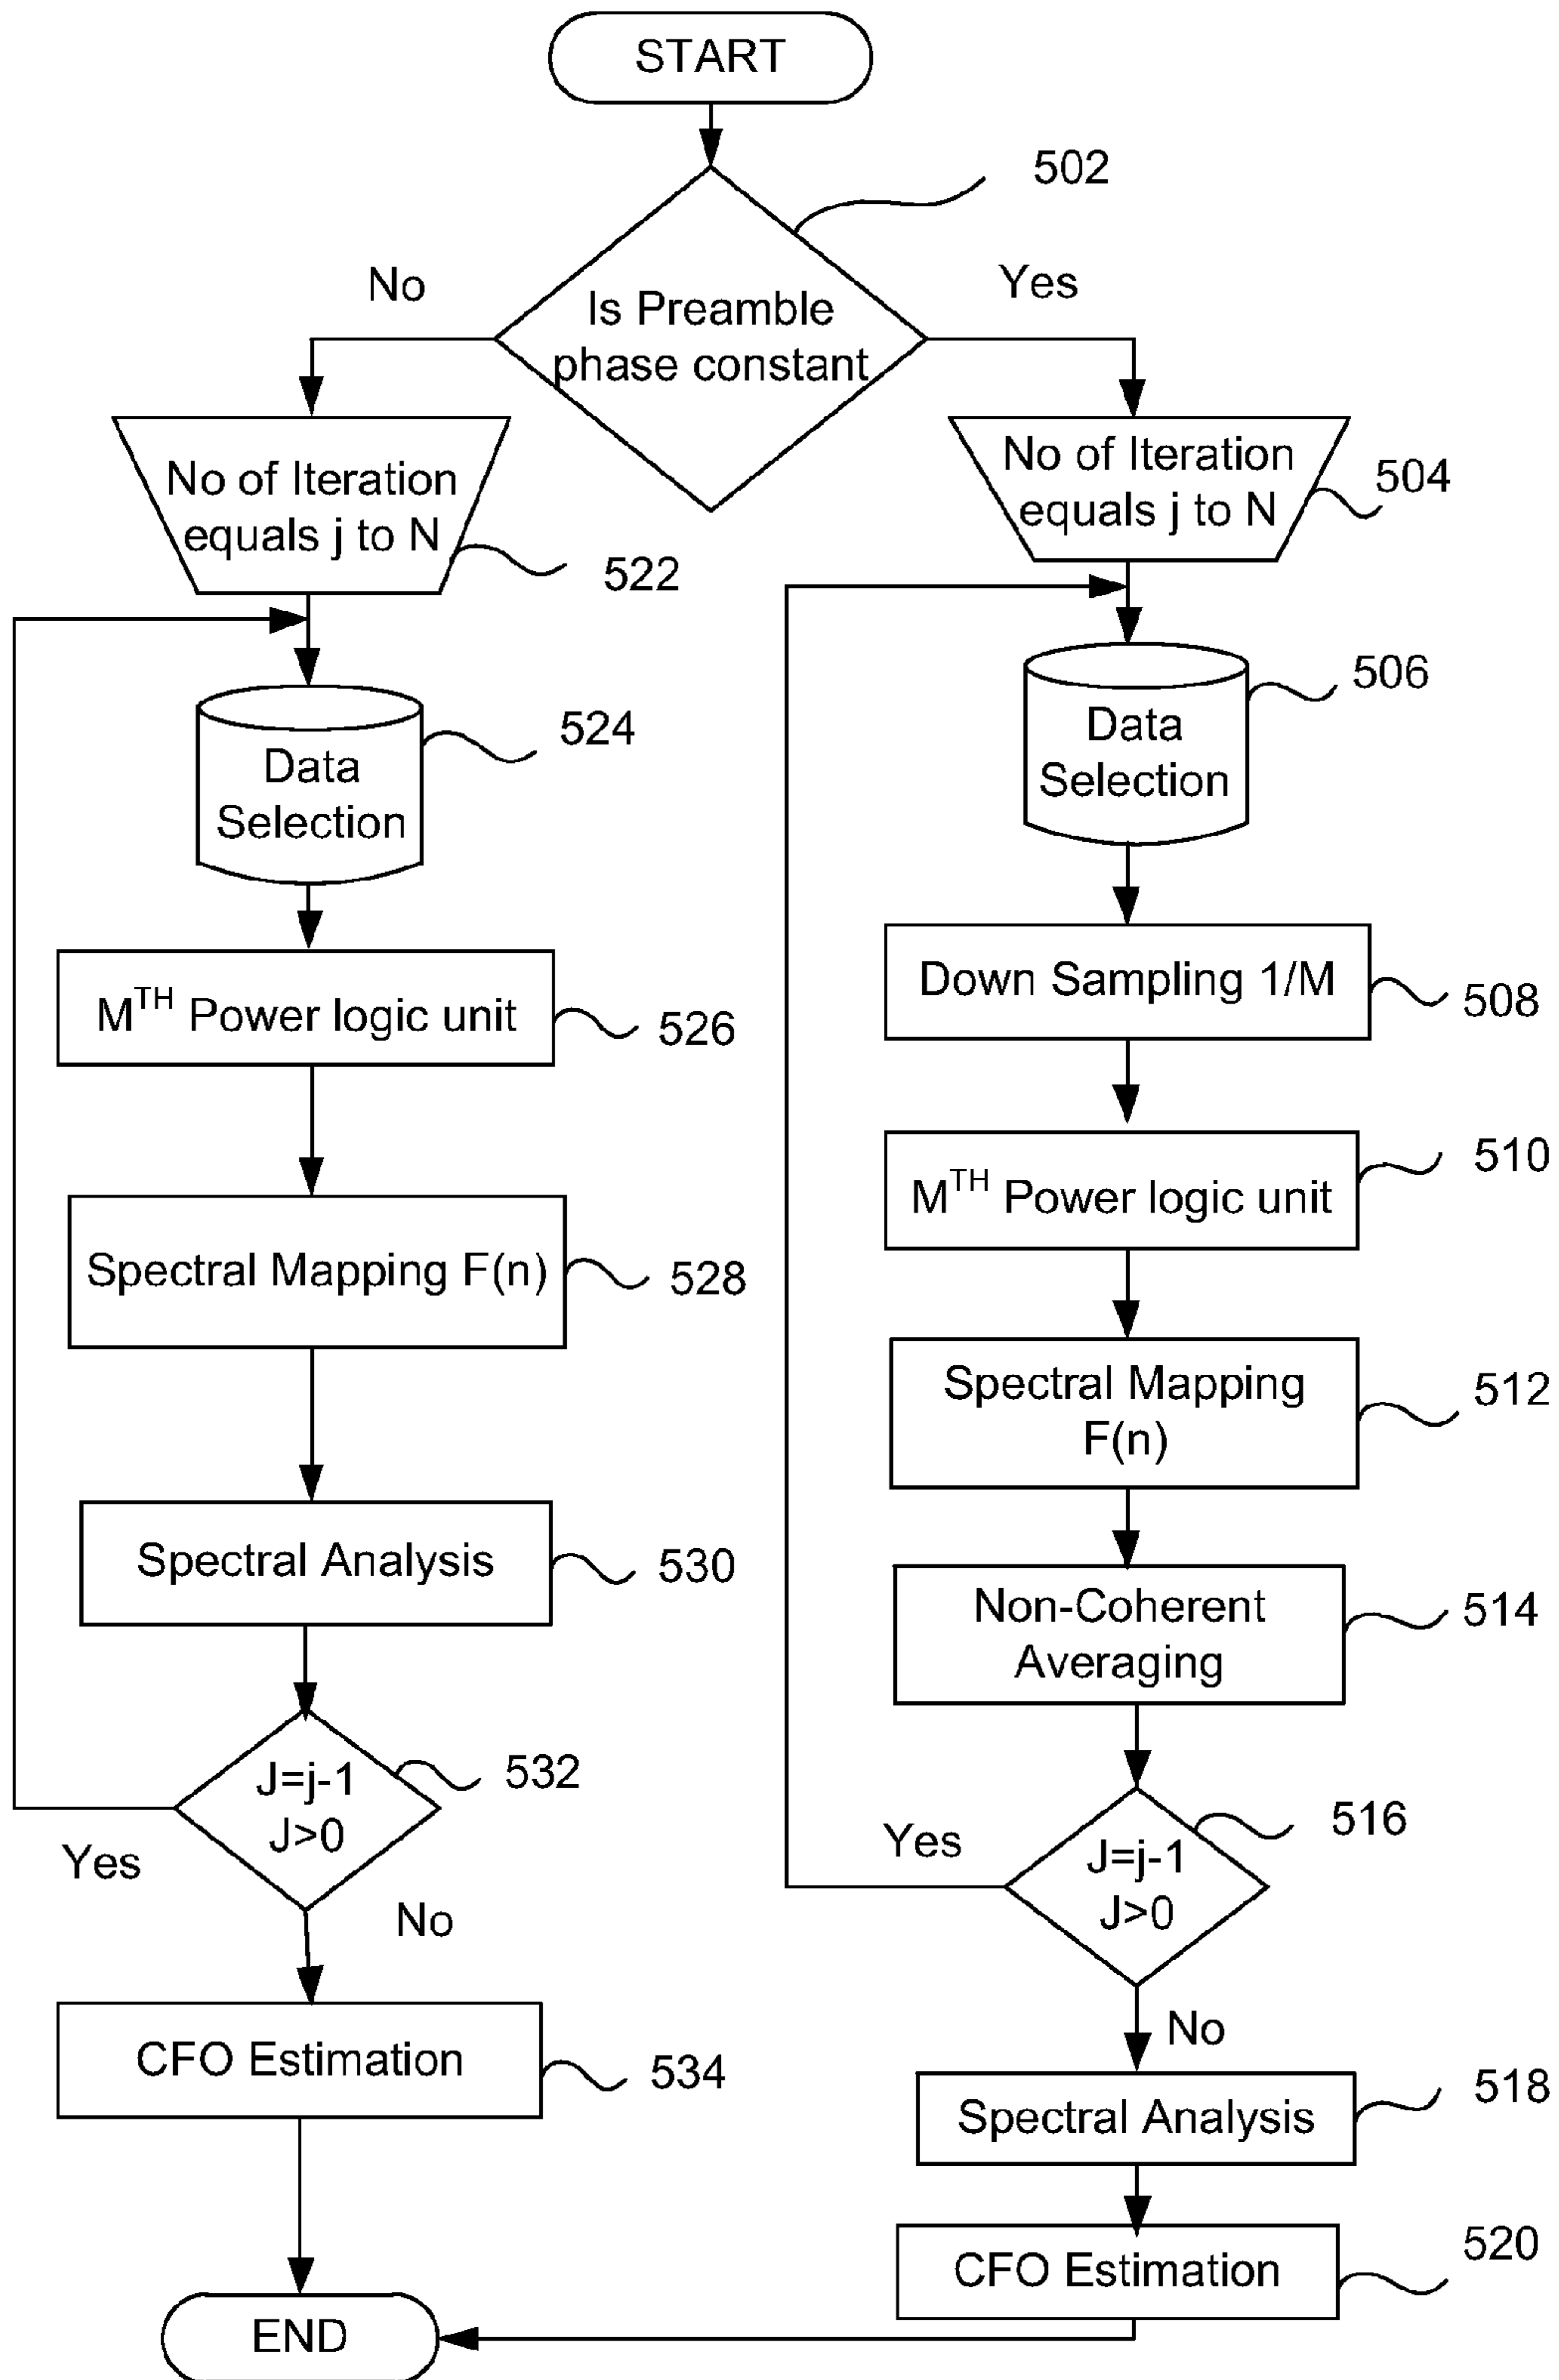 START
502
No
Yes
Is Preamble
phase constant
No of Iteration
equals j to N
522
No of Iteration
equals j to N
504
Data
Selection
524
Data
Selection
506
Down Sampling 1/M
508
Mᵀᴴ Power logic unit
526
Mᵀᴴ Power logic unit
510
Spectral Mapping F(n)
528
Spectral Mapping
F(n)
512
Spectral Analysis
530
Non-Coherent
Averaging
514
J=j-1
J>0
532
Yes
No
J=j-1
J>0
516
Yes
No
CFO Estimation
534
Spectral Analysis
518
CFO Estimation
520
END